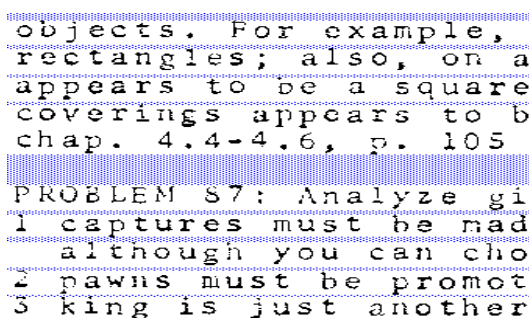 objects. For example,
rectangles; also, on a
appears to be a square
coverings appears to b
chap. 4.4-4.6, p. 105
PROBLEM 87: Analyze gi
1 captures must be mad
although you can cho
2 pawns must be promot
3 king is just another